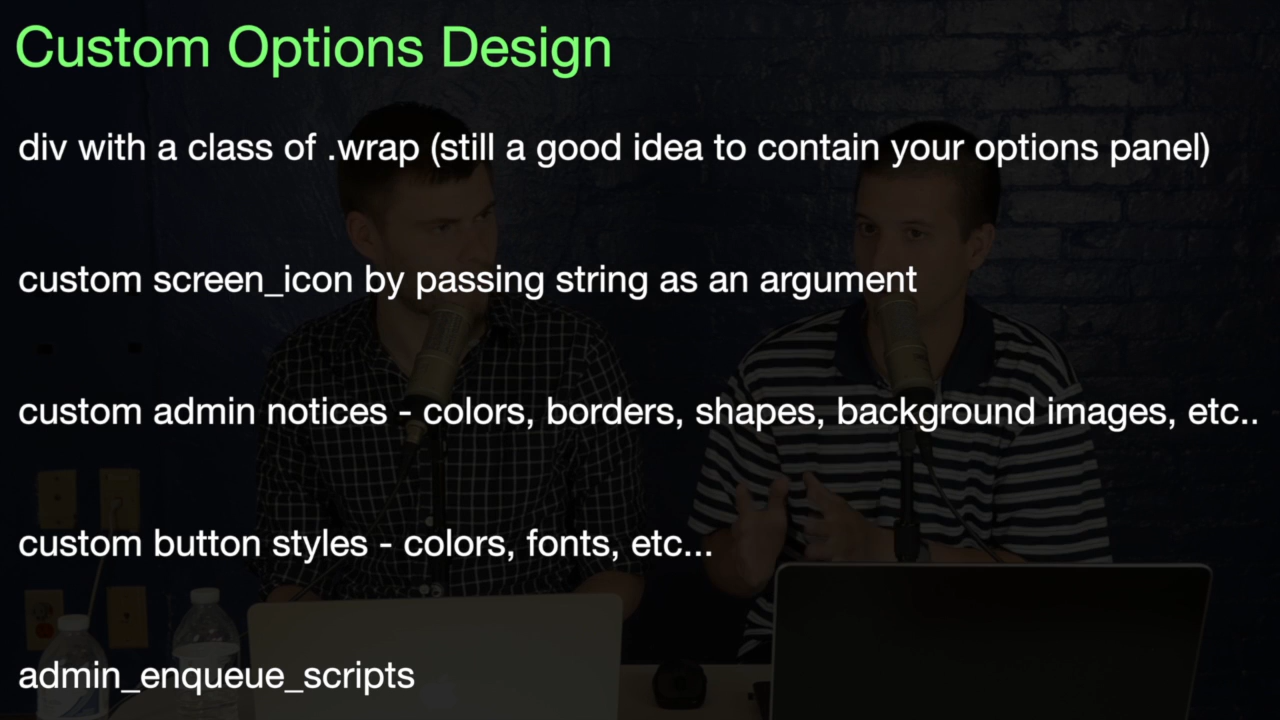 Custom Options Design
div with a class of .wrap (still a good idea to contain your options panel)
custom screen_icon by passing string as an argument
custom admin notices - colors, borders, shapes, background images, etc..
custom button styles - colors, fonts, etc...
admin_enqueue_scripts